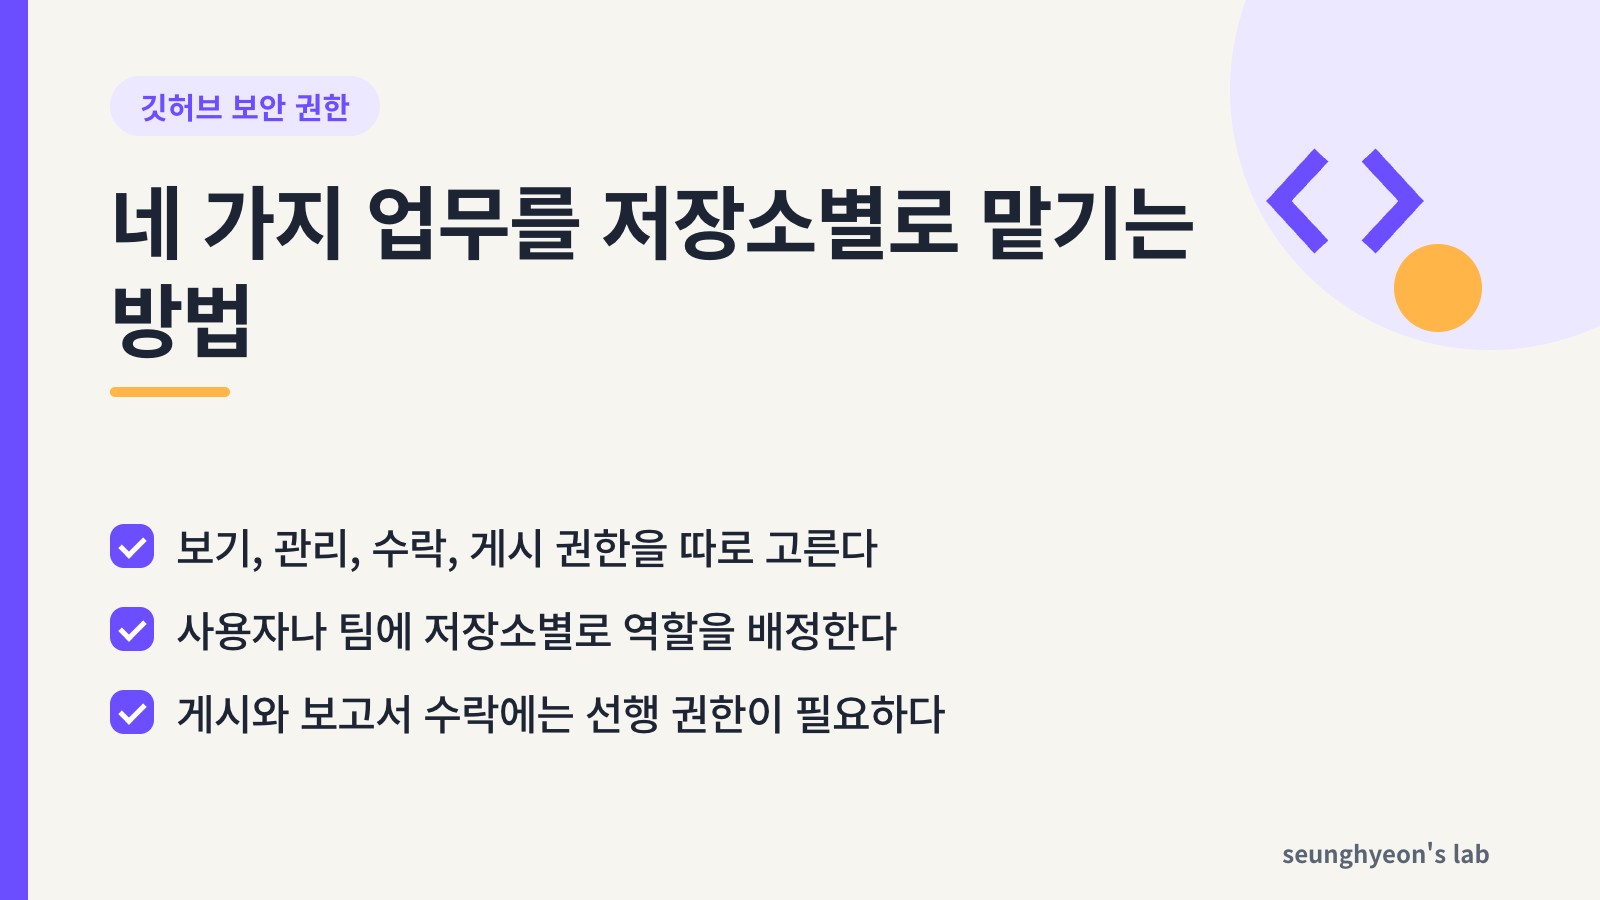 깃허브 보안 권한
네 가지 업무를 저장소별로 맡기는
방법
보기, 관리, 수락, 게시 권한을 따로 고른다
사용자나 팀에 저장소별로 역할을 배정한다
게시와 보고서 수락에는 선행 권한이 필요하다
seunghyeon's lab